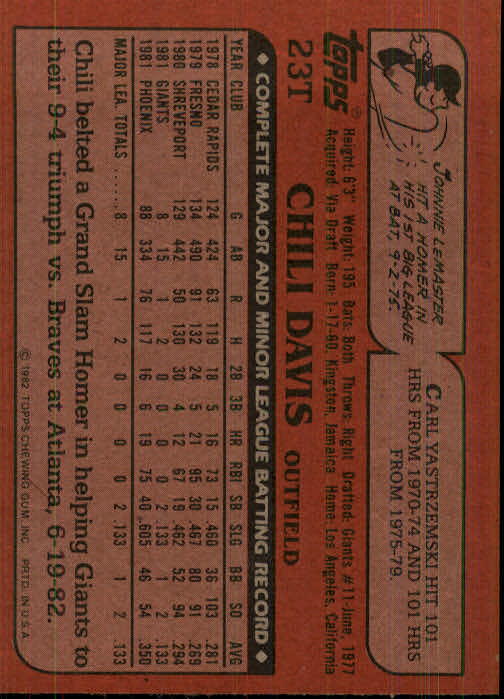 JOHNNIE LEMASTER
HIT A HOMER IN
HIS 1ST BIG LEAGUE
AT BAT, 9-2-75.
CARL YASTRZEMSKI HIT 101
HRS FROM 1970-74 AND 101 HRS
FROM 1975-79.
topps®
Height: 6'3" Weight: 195 Bats: Both Throws: Right Drafted: Giants #11-June, 1977
Acquired: Via Draft Born: 1-17-60, Kingston, Jamaica Home: Los Angeles, California
23T CHILI DAVIS OUTFIELD
◆ COMPLETE MAJOR AND MINOR LEAGUE BATTING RECORD ◆
YEAR CLUB G AB R H 2B 3B HR RBI SB SLG BB SO AVG
1978 CEDAR RAPIDS 124 424 63 119 18 5 16 73 15 .460 36 103 .281
1979 FRESNO 134 490 91 132 24 5 21 95 30 .467 80 91 .269
1980 SHREVEPORT 129 442 50 130 30 4 12 67 19 .462 52 94 .294
1981 GIANTS 8 15 1 2 0 0 0 0 2 .133 1 2 .133
1981 PHOENIX 88 334 76 117 16 6 19 75 40 .605 46 54 .350
MAJOR LEA. TOTALS ..... 8 15 1 2 0 0 0 0 2 .133 1 2 .133
Chili belted a Grand Slam Homer in helping Giants to
their 9-4 triumph vs. Braves at Atlanta, 6-19-82.
© 1982 TOPPS CHEWING GUM, INC. PRTD. IN U.S.A.